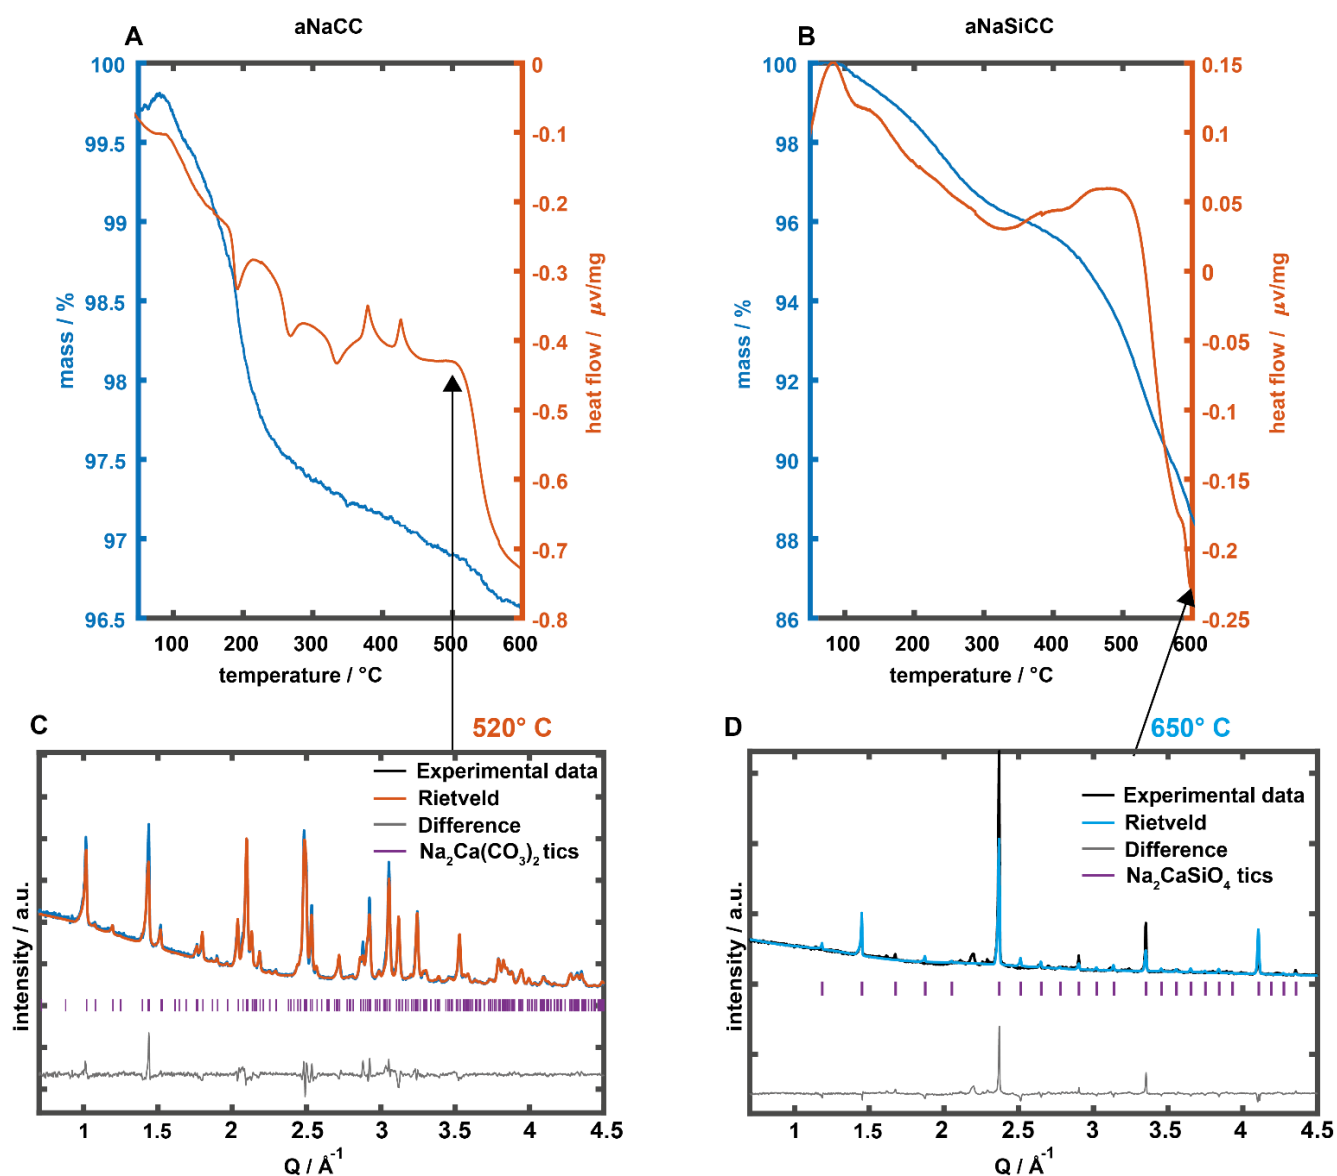 A aNaCC
100
99.5
99
98.5
98
97.5
97
96.5
mass / %
0
-0.1
-0.2
-0.3
-0.4
-0.5
-0.6
-0.7
-0.8
heat flow / μv/mg
100 200 300 400 500 600
temperature / °C
B aNaSiCC
100
98
96
94
92
90
88
86
mass / %
0.15
0.1
0.05
0
-0.05
-0.1
-0.15
-0.2
-0.25
heat flow / μv/mg
100 200 300 400 500 600
temperature / °C
C 520° C
Experimental data
Rietveld
Difference
Na₂Ca(CO₃)₂ tics
intensity / a.u.
1 1.5 2 2.5 3 3.5 4 4.5
Q / Å⁻¹
D 650° C
Experimental data
Rietveld
Difference
Na₂CaSiO₄ tics
intensity / a.u.
1 1.5 2 2.5 3 3.5 4 4.5
Q / Å⁻¹